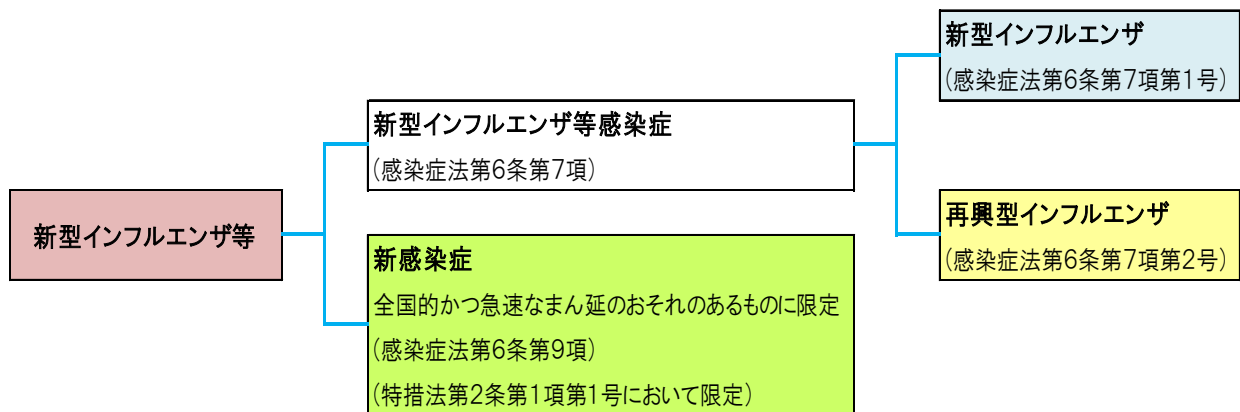 新型インフルエンザ等
新型インフルエンザ等感染症
(感染症法第6条第7項)
新感染症
全国的かつ急速なまん延のおそれのあるものに限定
(感染症法第6条第9項)
(特措法第2条第1項第1号において限定)
新型インフルエンザ
(感染症法第6条第7項第1号)
再興型インフルエンザ
(感染症法第6条第7項第2号)